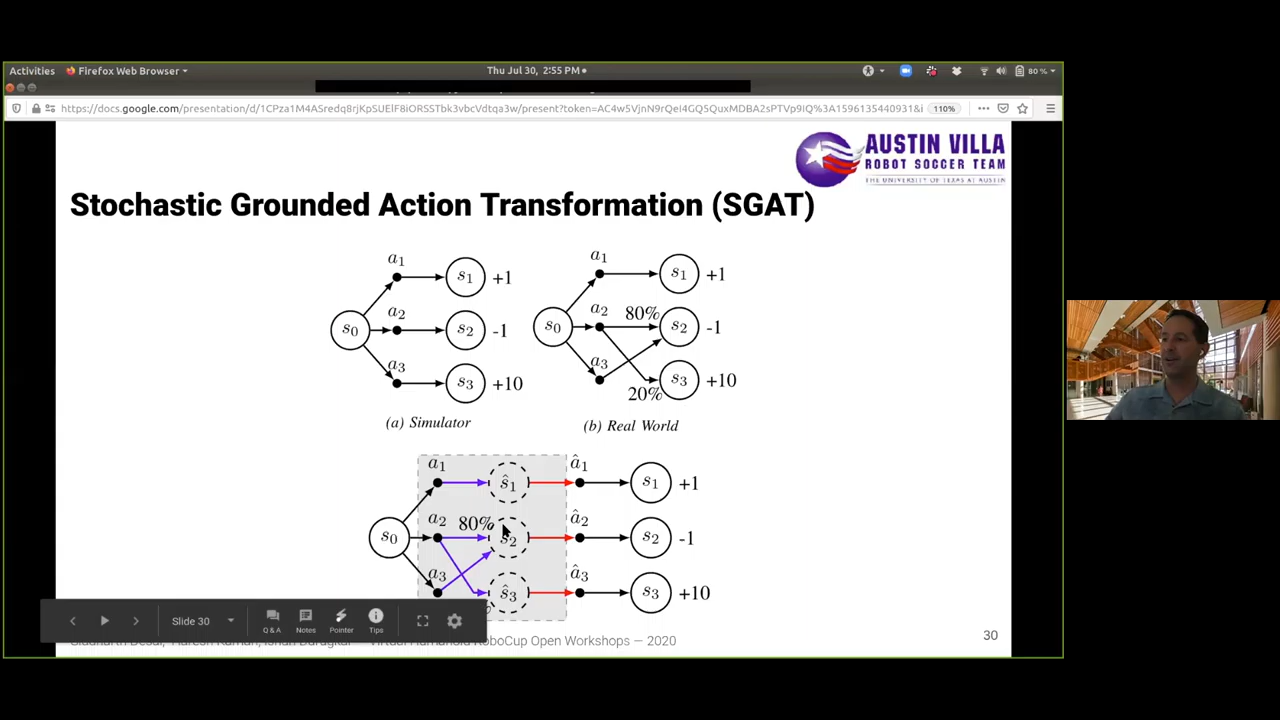 Activities Firefox Web Browser Thu Jul 30, 2:55 PM 80 %
110%
AUSTIN VILLA
ROBOT SOCCER TEAM
THE UNIVERSITY OF TEXAS AT AUSTIN
Stochastic Grounded Action Transformation (SGAT)
a₁ s₁ +1
s₀ a₂ s₂ -1
a₃ s₃ +10
(a) Simulator
a₁ s₁ +1
s₀ a₂ 80% s₂ -1
a₃ s₃ +10
20%
(b) Real World
a₁ ŝ₁ â₁ s₁ +1
s₀ a₂ 80% ŝ₂ â₂ s₂ -1
a₃ ŝ₃ â₃ s₃ +10
Slide 30 Q & A Notes Pointer Tips
RoboCup Open Workshops — 2020
30